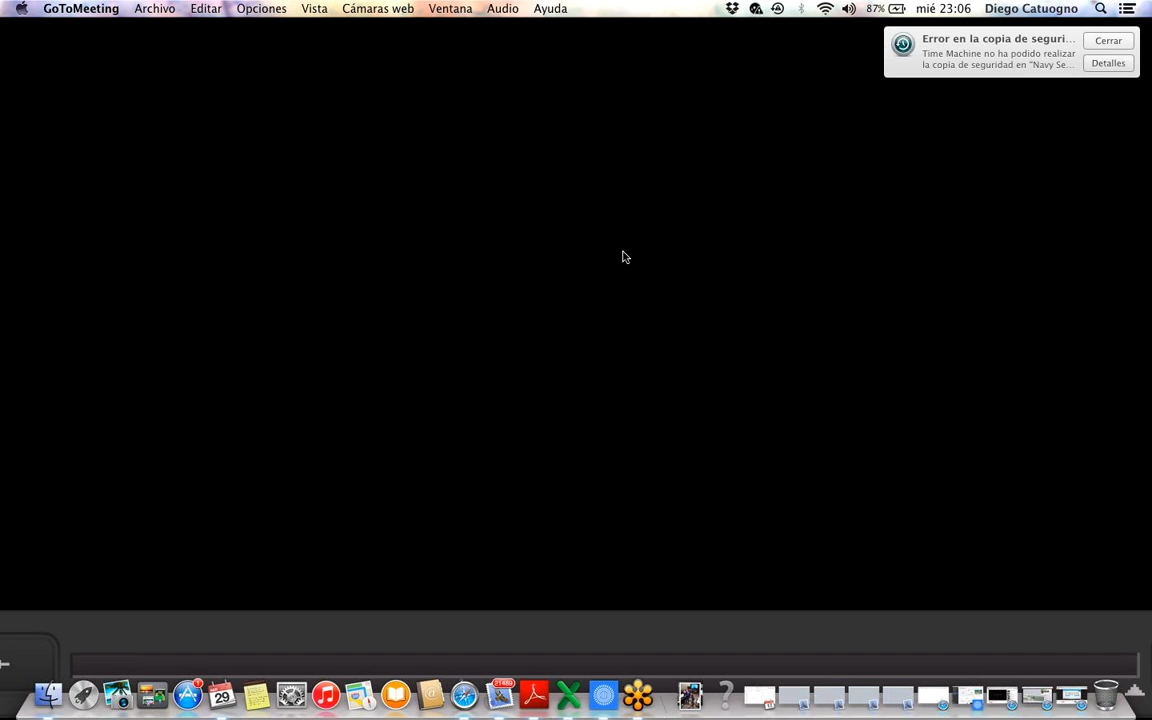 GoToMeeting Archivo Editar Opciones Vista Cámaras web Ventana Audio Ayuda 87% mié 23:06 Diego Catuogno
Error en la copia de seguri... Cerrar
Time Machine no ha podido realizar
la copia de seguridad en "Navy Se... Detalles
29